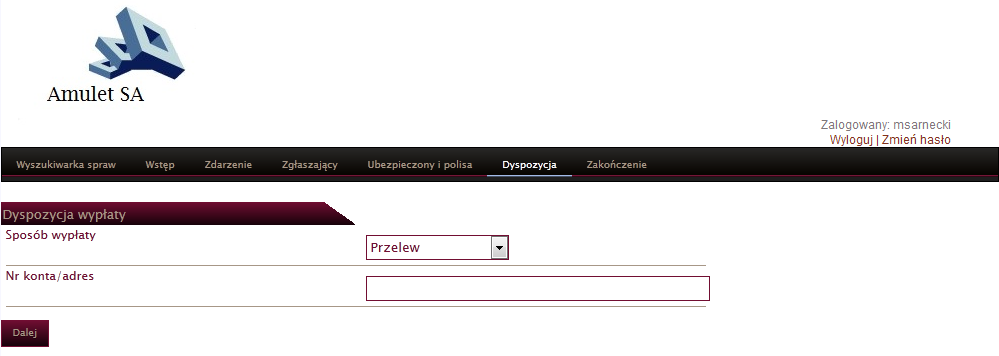 Amulet SA
Zalogowany: msarnecki
Wyloguj | Zmień hasło
Wyszukiwarka spraw Wstęp Zdarzenie Zgłaszający Ubezpieczony i polisa Dyspozycja Zakończenie
Dyspozycja wypłaty
Sposób wypłaty
Przelew
Nr konta/adres
Dalej